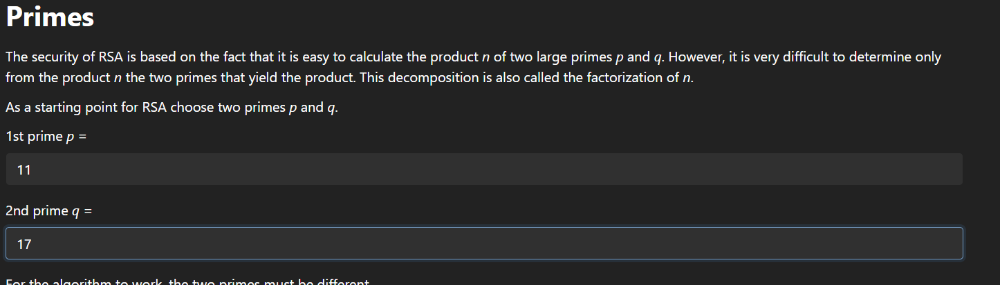 Primes
The security of RSA is based on the fact that it is easy to calculate the product n of two large primes p and q. However, it is very difficult to determine only
from the product n the two primes that yield the product. This decomposition is also called the factorization of n.
As a starting point for RSA choose two primes p and q.
1st prime p =
11
2nd prime q =
17
For the algorithm to work, the two primes must be different.